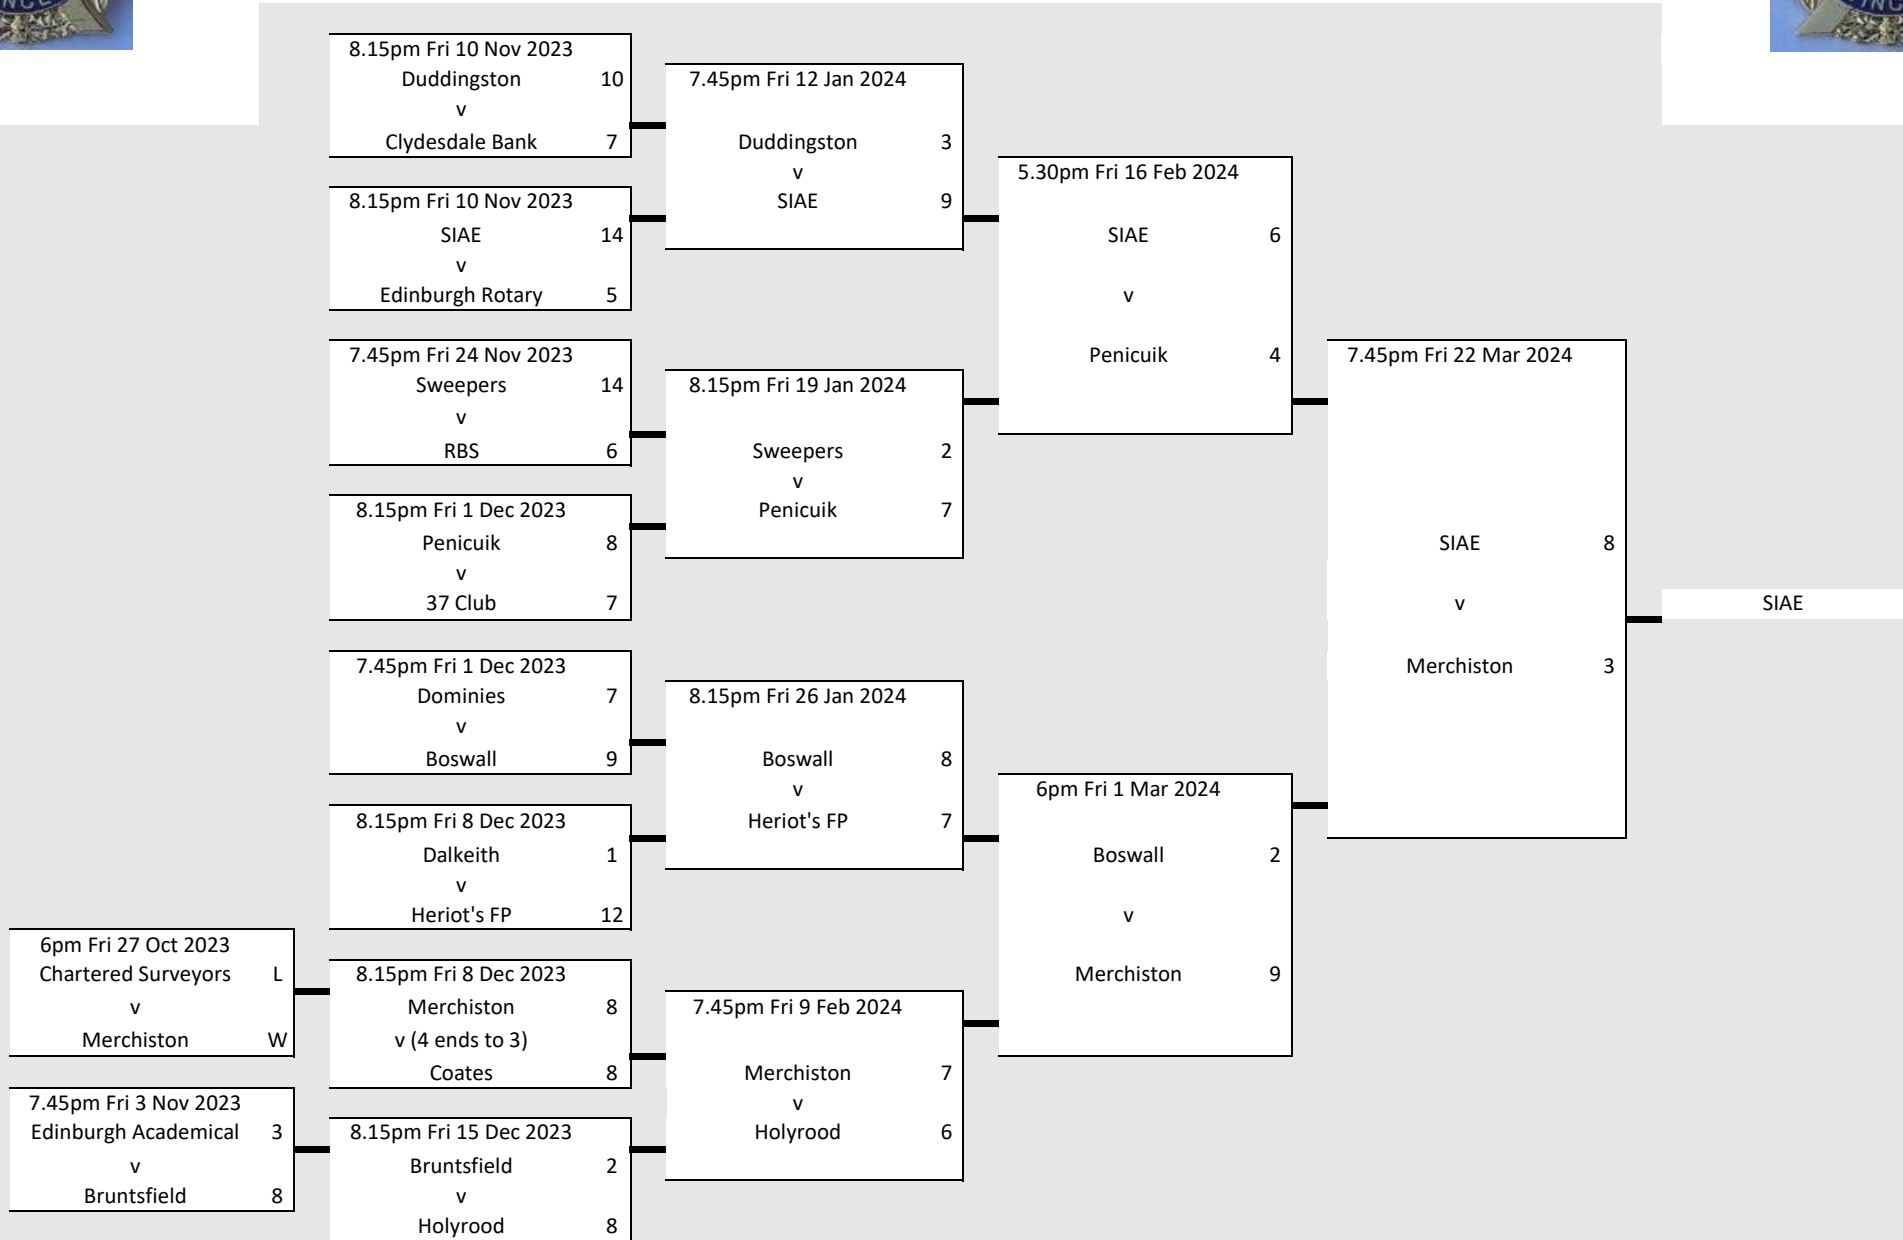 8.15pm Fri 10 Nov 2023
Duddingston 10
v
Clydesdale Bank 7
8.15pm Fri 10 Nov 2023
SIAE 14
v
Edinburgh Rotary 5
7.45pm Fri 24 Nov 2023
Sweepers 14
v
RBS 6
8.15pm Fri 1 Dec 2023
Penicuik 8
v
37 Club 7
7.45pm Fri 1 Dec 2023
Dominies 7
v
Boswall 9
8.15pm Fri 8 Dec 2023
Dalkeith 1
v
Heriot's FP 12
6pm Fri 27 Oct 2023
Chartered Surveyors L
v
Merchiston W
8.15pm Fri 8 Dec 2023
Merchiston 8
v (4 ends to 3)
Coates 8
7.45pm Fri 3 Nov 2023
Edinburgh Academical 3
v
Bruntsfield 8
8.15pm Fri 15 Dec 2023
Bruntsfield 2
v
Holyrood 8
7.45pm Fri 12 Jan 2024
Duddingston 3
v
SIAE 9
8.15pm Fri 19 Jan 2024
Sweepers 2
v
Penicuik 7
8.15pm Fri 26 Jan 2024
Boswall 8
v
Heriot's FP 7
7.45pm Fri 9 Feb 2024
Merchiston 7
v
Holyrood 6
5.30pm Fri 16 Feb 2024
SIAE 6
v
Penicuik 4
6pm Fri 1 Mar 2024
Boswall 2
v
Merchiston 9
7.45pm Fri 22 Mar 2024
SIAE 8
v
Merchiston 3
SIAE